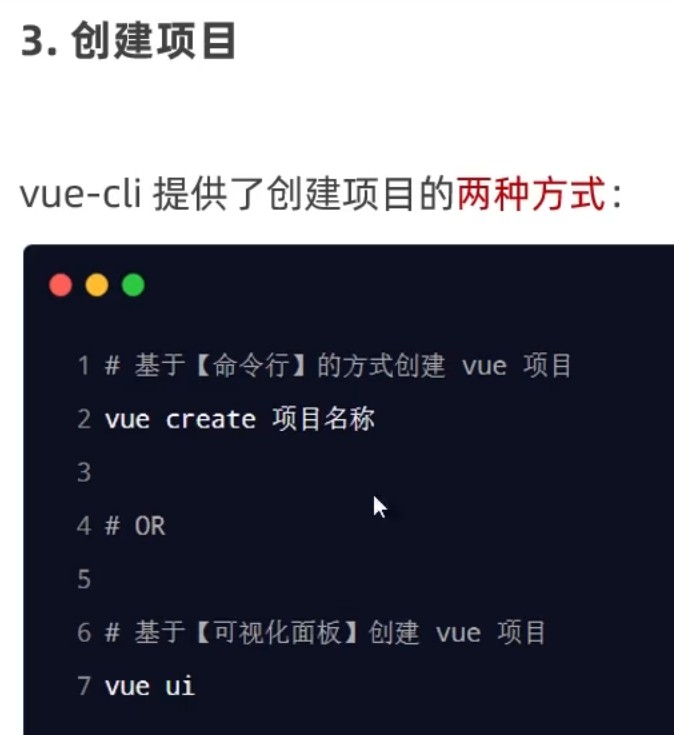 3. 创建项目
vue-cli 提供了创建项目的两种方式：
1 # 基于【命令行】的方式创建 vue 项目
2 vue create 项目名称
3
4 # OR
5
6 # 基于【可视化面板】创建 vue 项目
7 vue ui